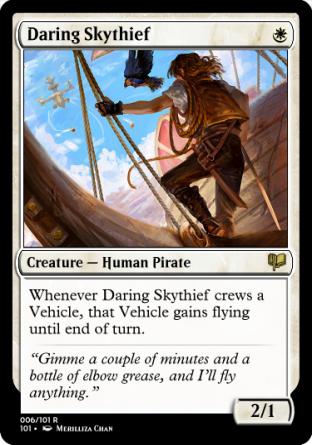 Daring Skythief
Creature — Human Pirate
Whenever Daring Skythief crews a
Vehicle, that Vehicle gains flying
until end of turn.
“Gimme a couple of minutes and a
bottle of elbow grease, and I’ll fly
anything.”
2/1
006/101 R
101 • Merilliza Chan